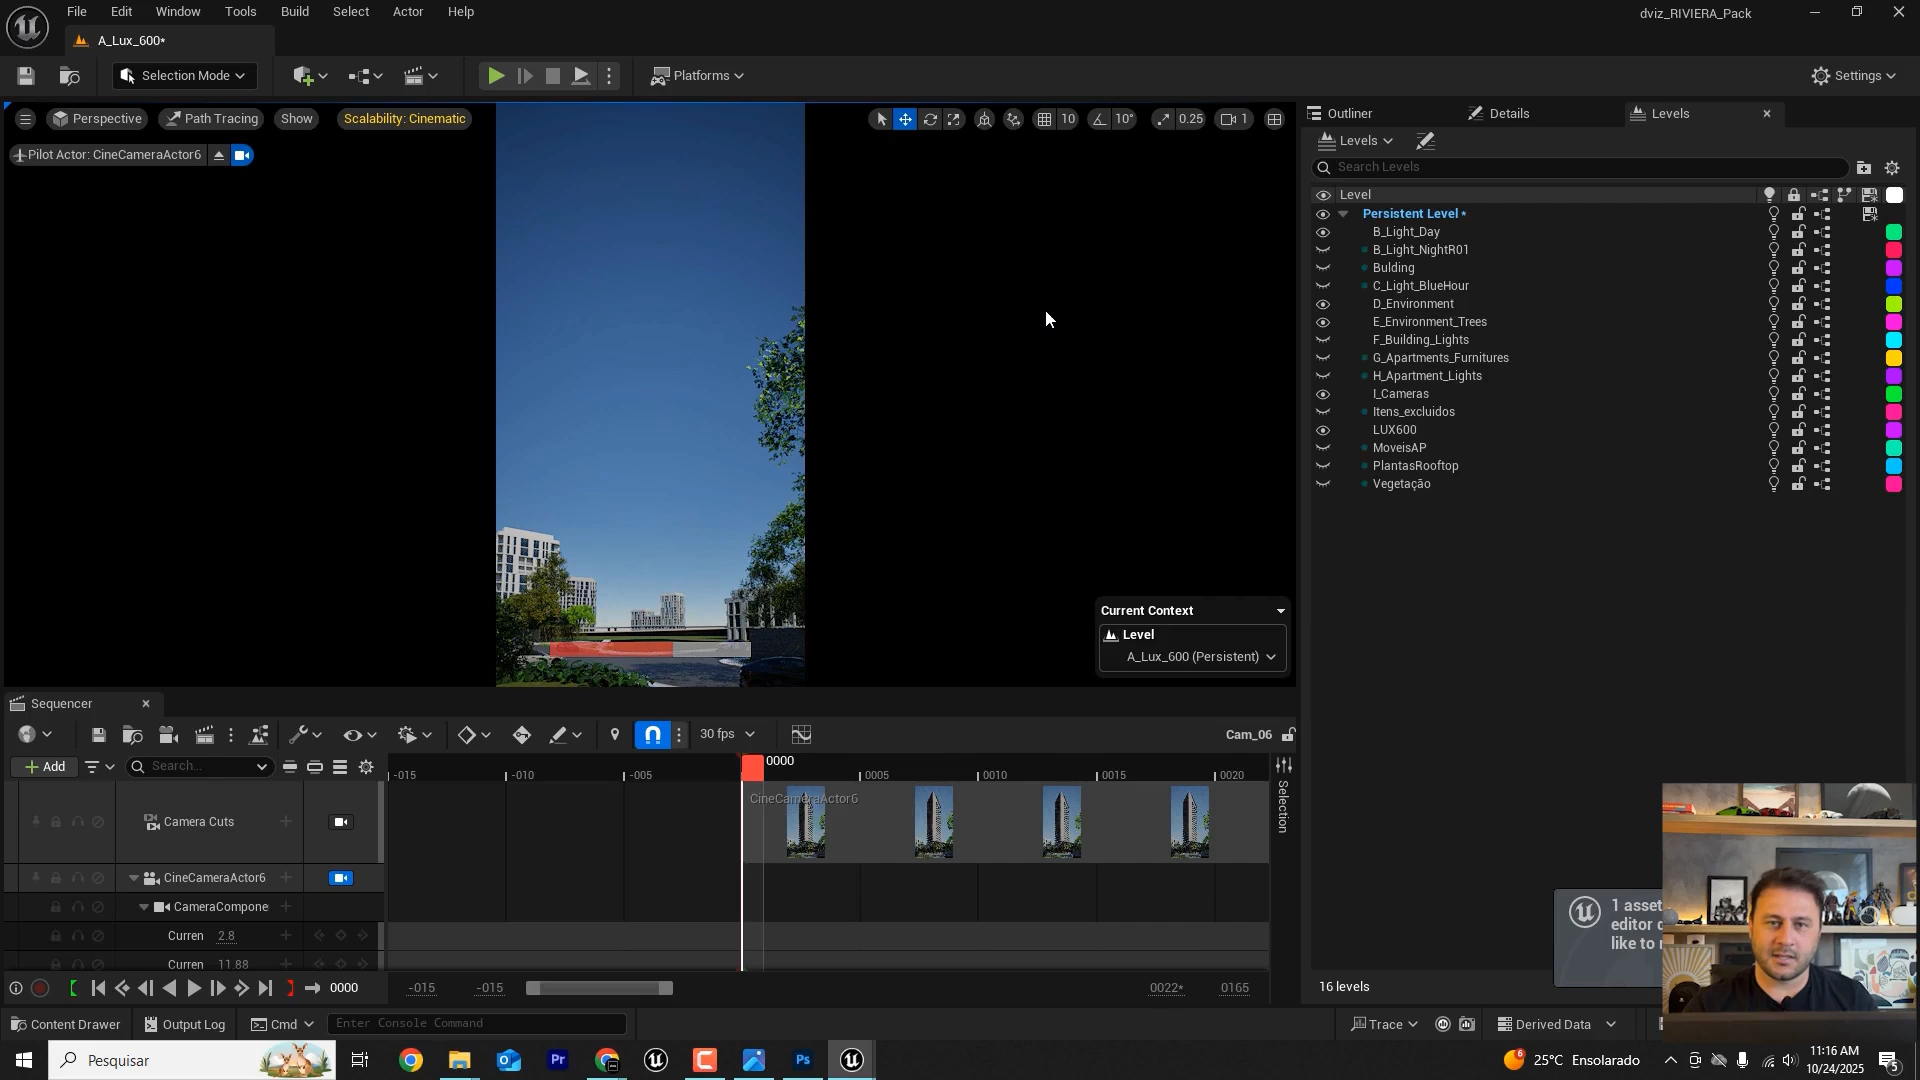 File Edit Window Tools Build Select Actor Help
dviz_RIVIERA_Pack
A_Lux_600*
Selection Mode
Platforms
Settings
Perspective Path Tracing Show Scalability: Cinematic
10 10° 0.25 1
Pilot Actor: CineCameraActor6
Current Context
Level
A_Lux_600 (Persistent)
Outliner Details Levels
Levels
Search Levels
Level
Persistent Level *
B_Light_Day
B_Light_NightR01
Bulding
C_Light_BlueHour
D_Environment
E_Environment_Trees
F_Building_Lights
G_Apartments_Furnitures
H_Apartment_Lights
I_Cameras
Itens_excluidos
LUX600
MoveisAP
PlantasRooftop
Vegetação
16 levels
1 asset
editor
like to
Sequencer
30 fps
Cam_06
Add
Search...
-015 -010 -005 0000 0005 0010 0015 0020
Selection
Camera Cuts
CineCameraActor6
CineCameraActor6
CameraCompone
Curren 2.8
Curren 11.88
0000 -015 -015 0022* 0165
Content Drawer Output Log Cmd Enter Console Command
Trace Derived Data
Pesquisar
Pr Ps
6 25°C Ensolarado
11:16 AM
10/24/2025
5